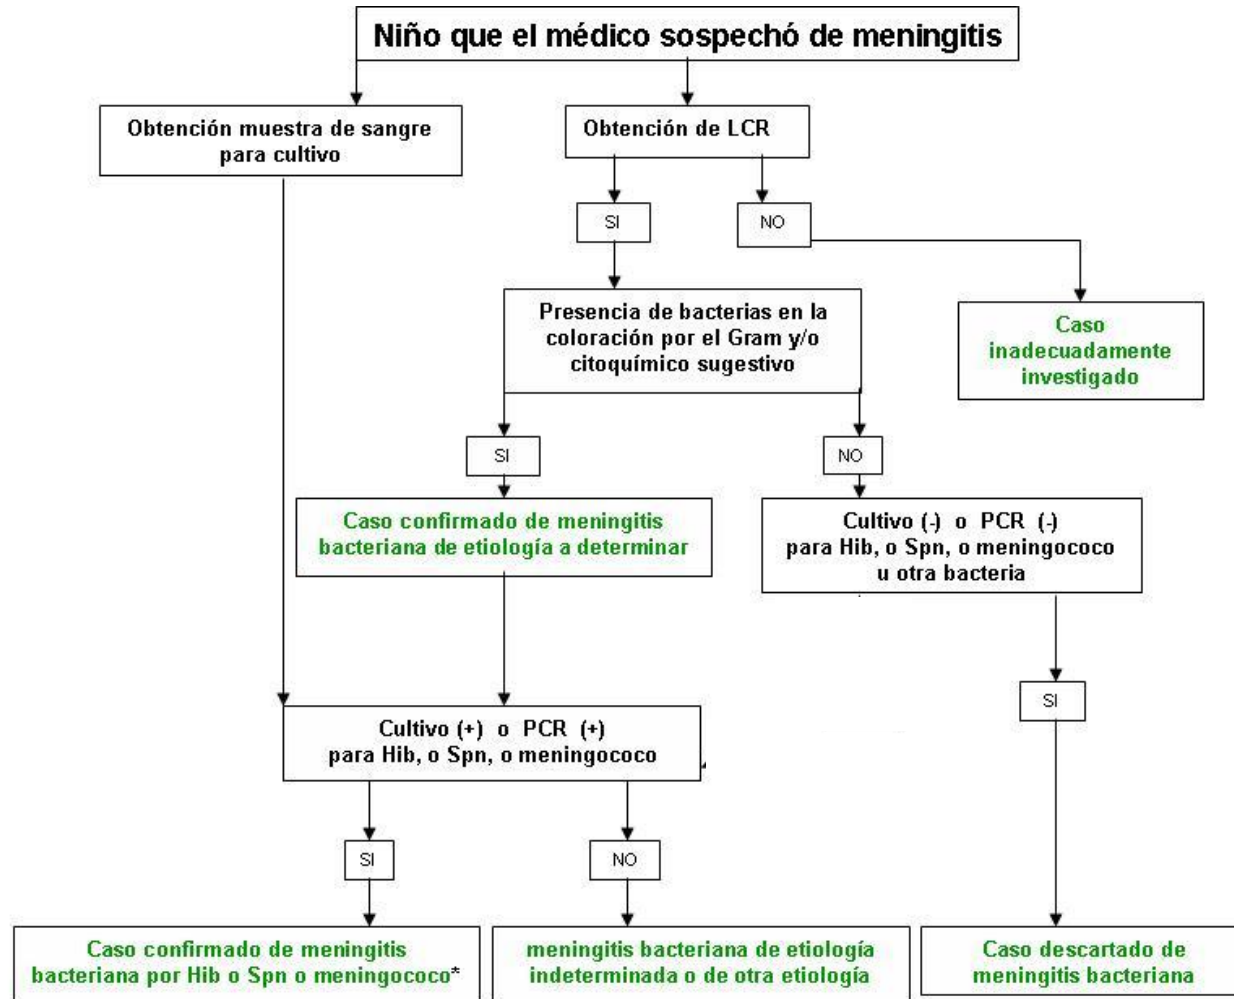 Niño que el médico sospechó de meningitis
Obtención muestra de sangre
para cultivo
Obtención de LCR
SI
NO
Presencia de bacterias en la
coloración por el Gram y/o
citoquímico sugestivo
Caso
inadecuadamente
investigado
SI
NO
Caso confirmado de meningitis
bacteriana de etiología a determinar
Cultivo (-) o PCR (-)
para Hib, o Spn, o meningococo
u otra bacteria
SI
Cultivo (+) o PCR (+)
para Hib, o Spn, o meningococo
SI
NO
Caso confirmado de meningitis
bacteriana por Hib o Spn o meningococo*
meningitis bacteriana de etiología
indeterminada o de otra etiología
Caso descartado de
meningitis bacteriana